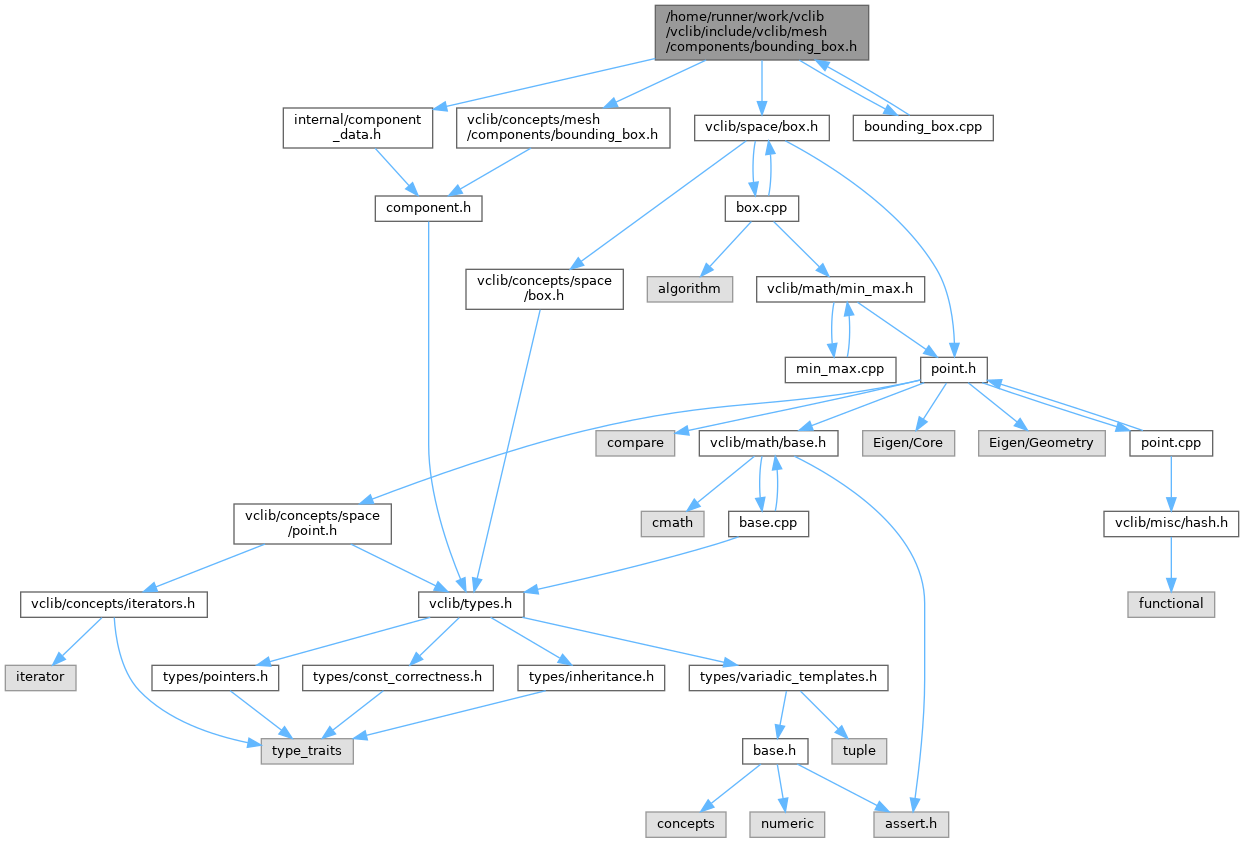 /home/runner/work/vclib
/vclib/include/vclib/mesh
/components/bounding_box.h
internal/component
_data.h
vclib/concepts/mesh
/components/bounding_box.h
vclib/space/box.h
bounding_box.cpp
component.h
box.cpp
vclib/concepts/space
/box.h
algorithm
vclib/math/min_max.h
min_max.cpp
point.h
compare
vclib/math/base.h
Eigen/Core
Eigen/Geometry
point.cpp
vclib/concepts/space
/point.h
cmath
base.cpp
vclib/misc/hash.h
vclib/concepts/iterators.h
vclib/types.h
functional
iterator
types/pointers.h
types/const_correctness.h
types/inheritance.h
types/variadic_templates.h
type_traits
base.h
tuple
concepts
numeric
assert.h